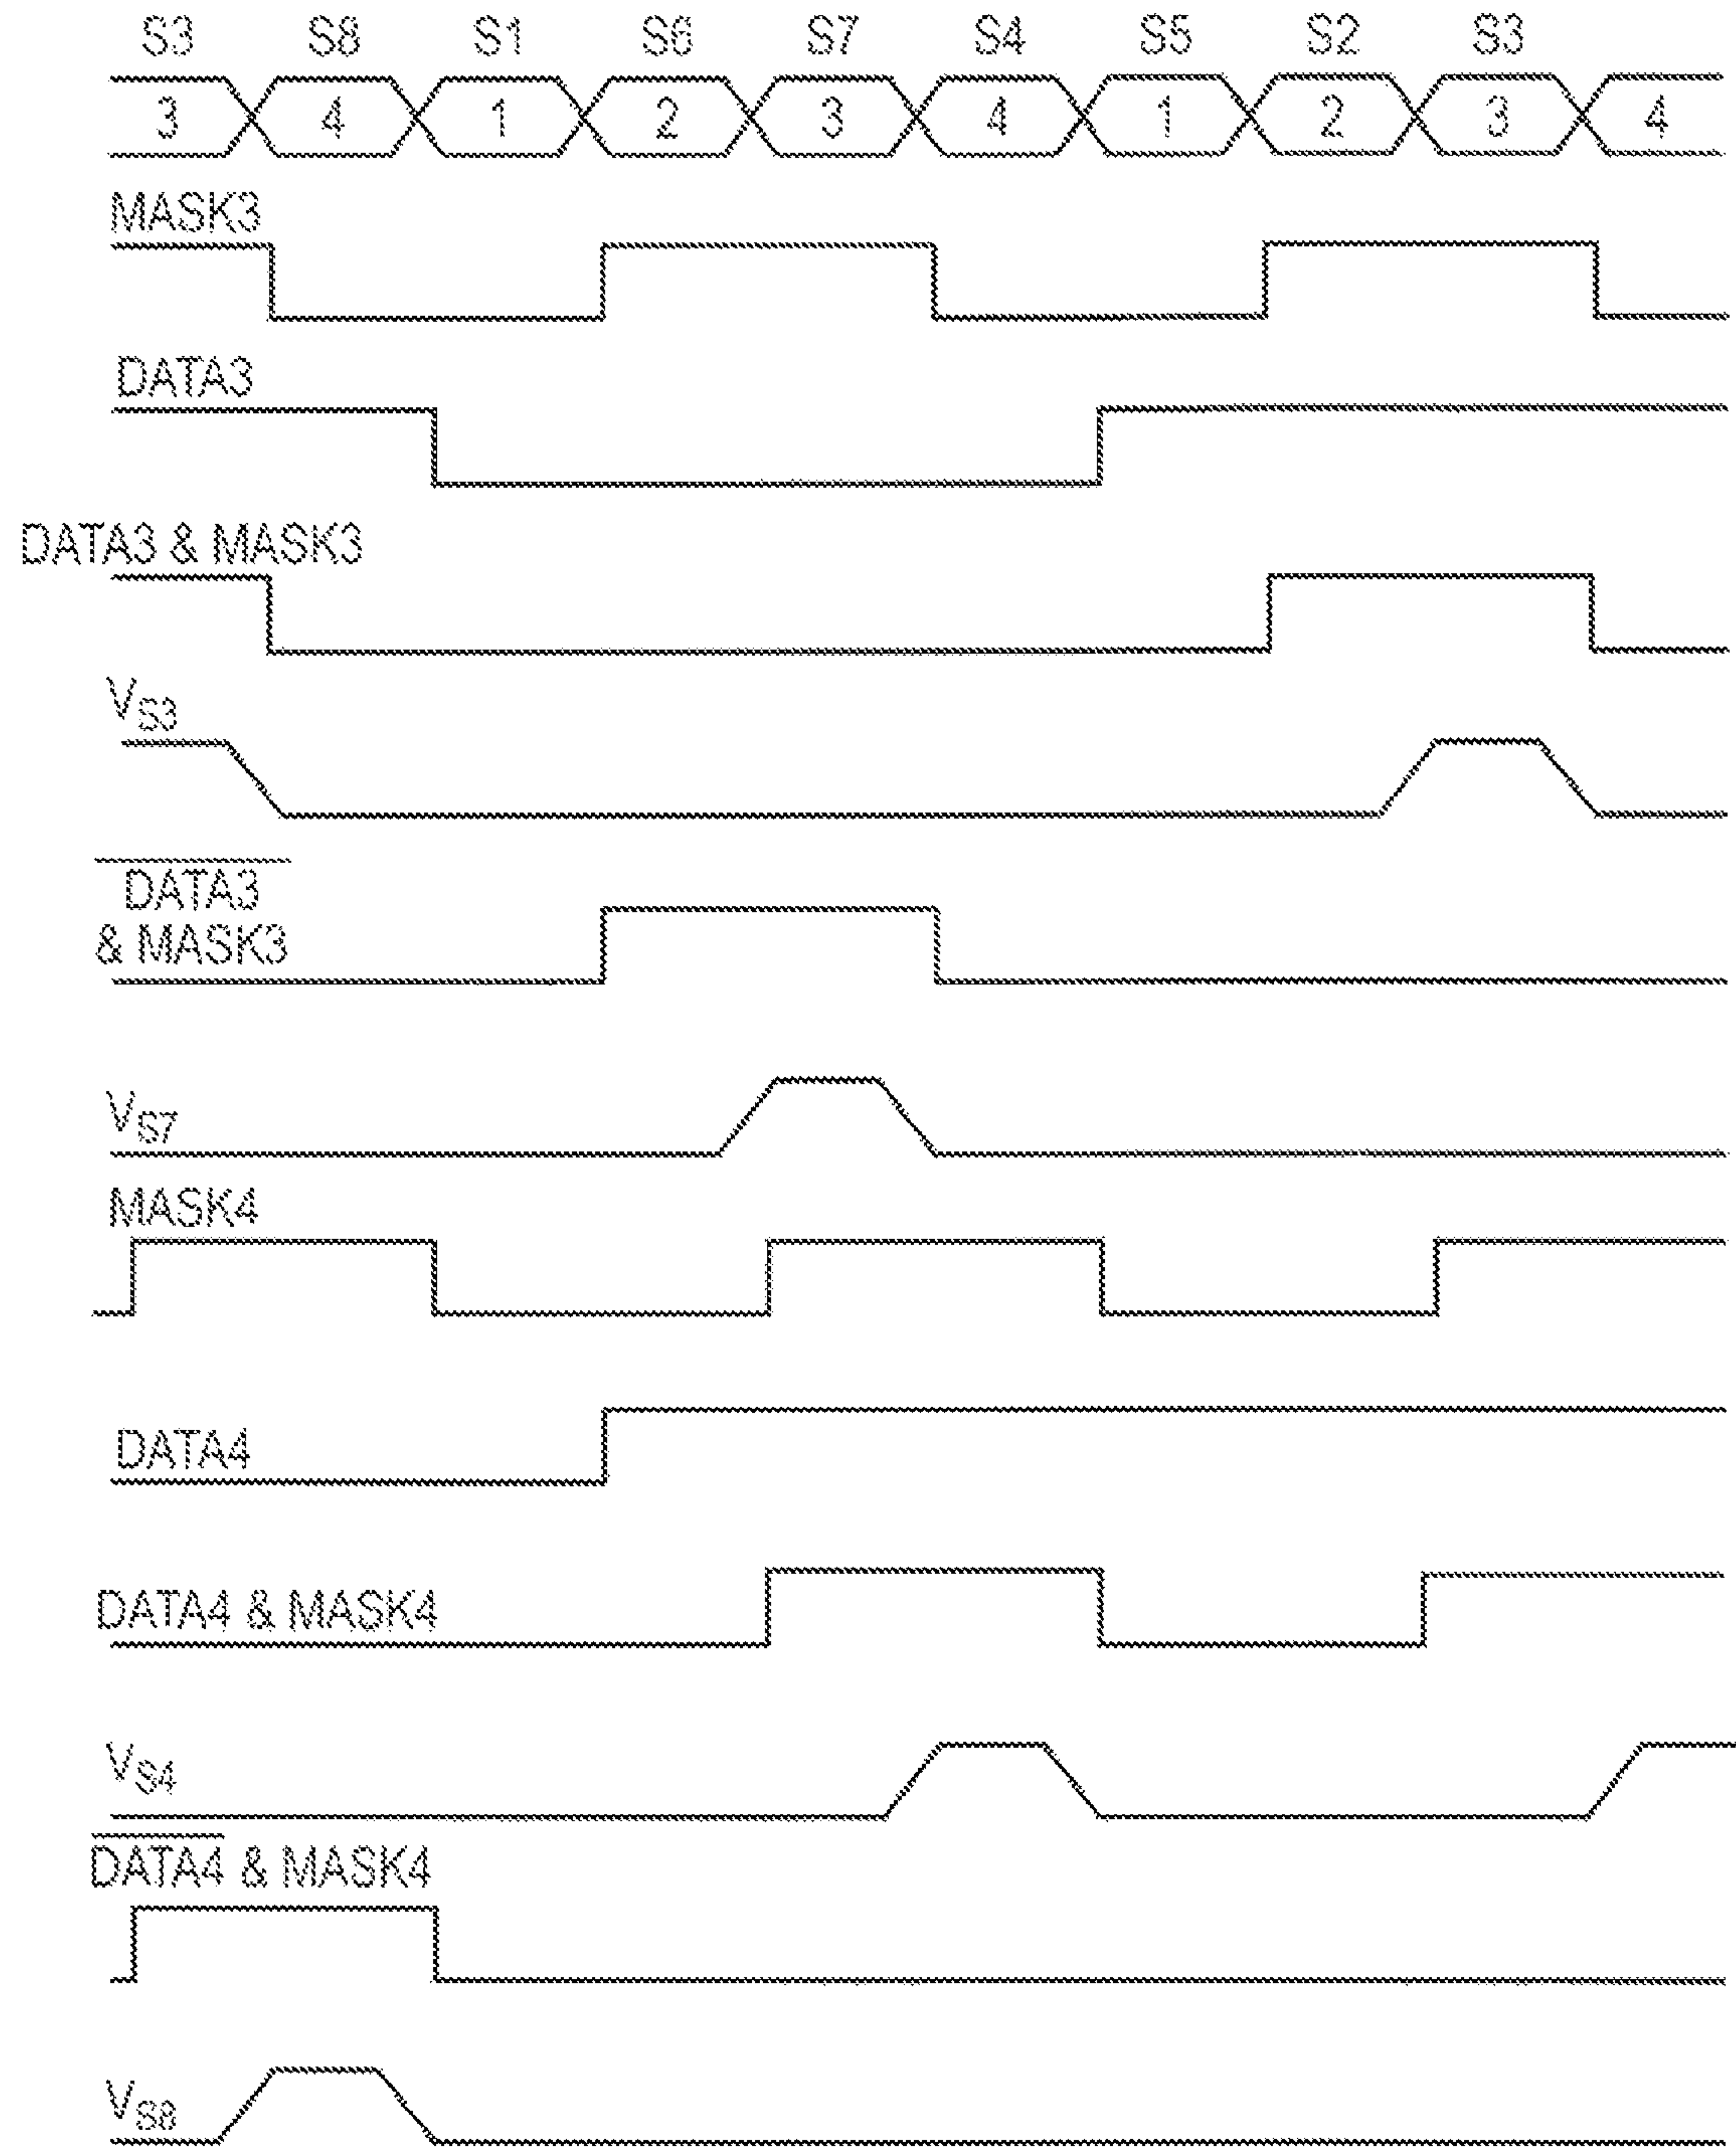 S3 S8 S1 S6 S7 S4 S5 S2 S3
3 4 1 2 3 4 1 2 3 4
MASK3
DATA3
DATA3 & MASK3
VS3
DATA3
& MASK3
VS7
MASK4
DATA4
DATA4 & MASK4
VS4
DATA4 & MASK4
VS8